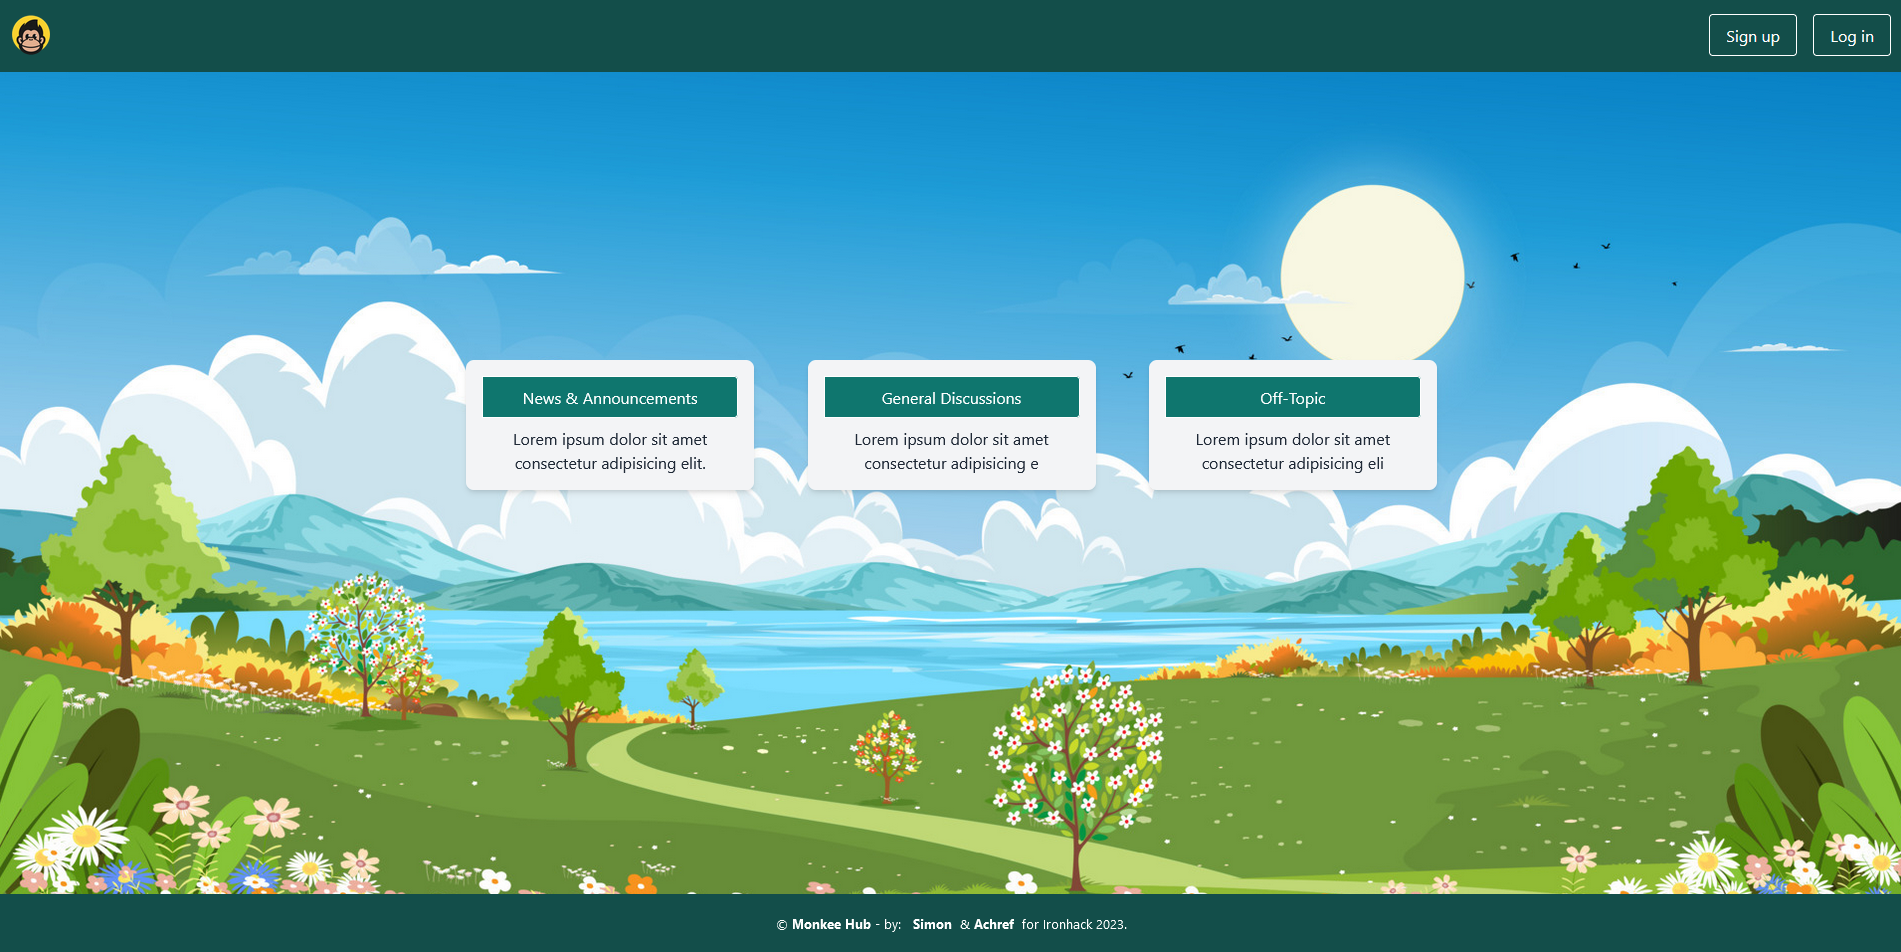 Sign up
Log in
News & Announcements
Lorem ipsum dolor sit amet
consectetur adipisicing elit.
General Discussions
Lorem ipsum dolor sit amet
consectetur adipisicing e
Off-Topic
Lorem ipsum dolor sit amet
consectetur adipisicing eli
© Monkee Hub - by: Simon & Achref for Ironhack 2023.